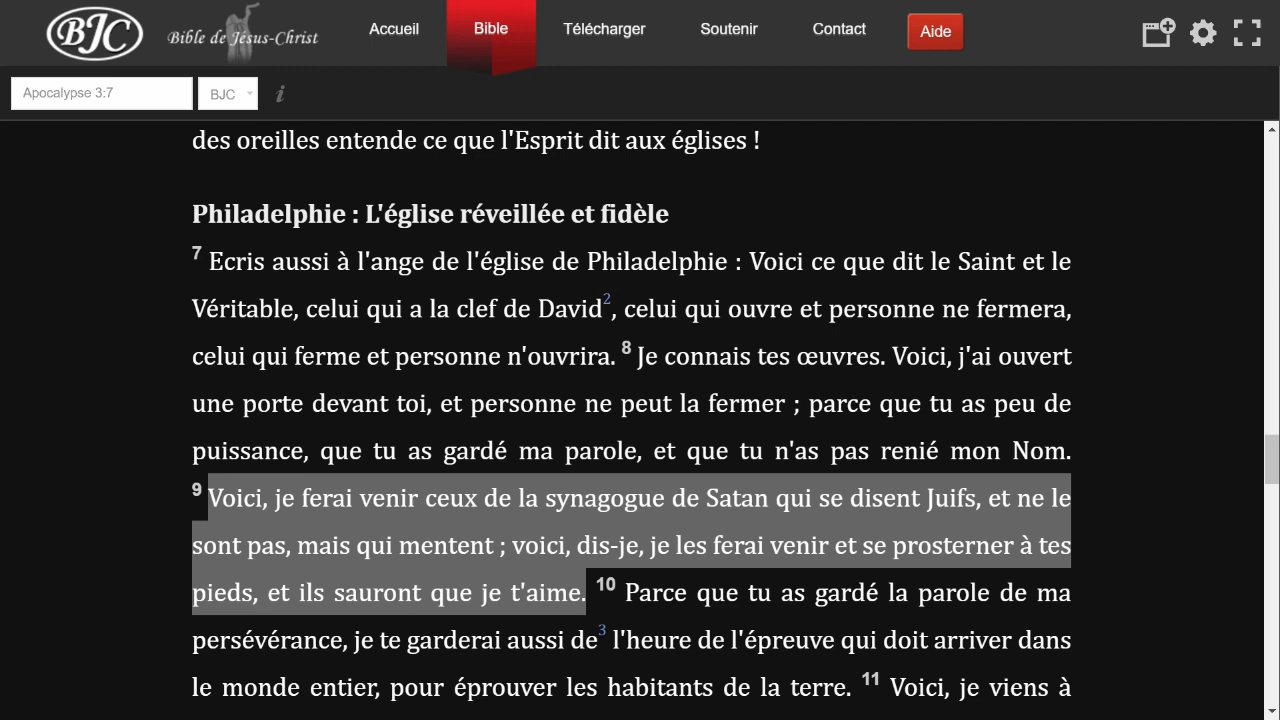 BJC
Bible de Jésus-Christ
Accueil
Bible
Télécharger
Soutenir
Contact
Aide
Apocalypse 3:7
BJC
i
des oreilles entende ce que l'Esprit dit aux églises !
Philadelphie : L'église réveillée et fidèle
7 Ecris aussi à l'ange de l'église de Philadelphie : Voici ce que dit le Saint et le
Véritable, celui qui a la clef de David2, celui qui ouvre et personne ne fermera,
celui qui ferme et personne n'ouvrira. 8 Je connais tes œuvres. Voici, j'ai ouvert
une porte devant toi, et personne ne peut la fermer ; parce que tu as peu de
puissance, que tu as gardé ma parole, et que tu n'as pas renié mon Nom.
9 Voici, je ferai venir ceux de la synagogue de Satan qui se disent Juifs, et ne le
sont pas, mais qui mentent ; voici, dis-je, je les ferai venir et se prosterner à tes
pieds, et ils sauront que je t'aime. 10 Parce que tu as gardé la parole de ma
persévérance, je te garderai aussi de3 l'heure de l'épreuve qui doit arriver dans
le monde entier, pour éprouver les habitants de la terre. 11 Voici, je viens à